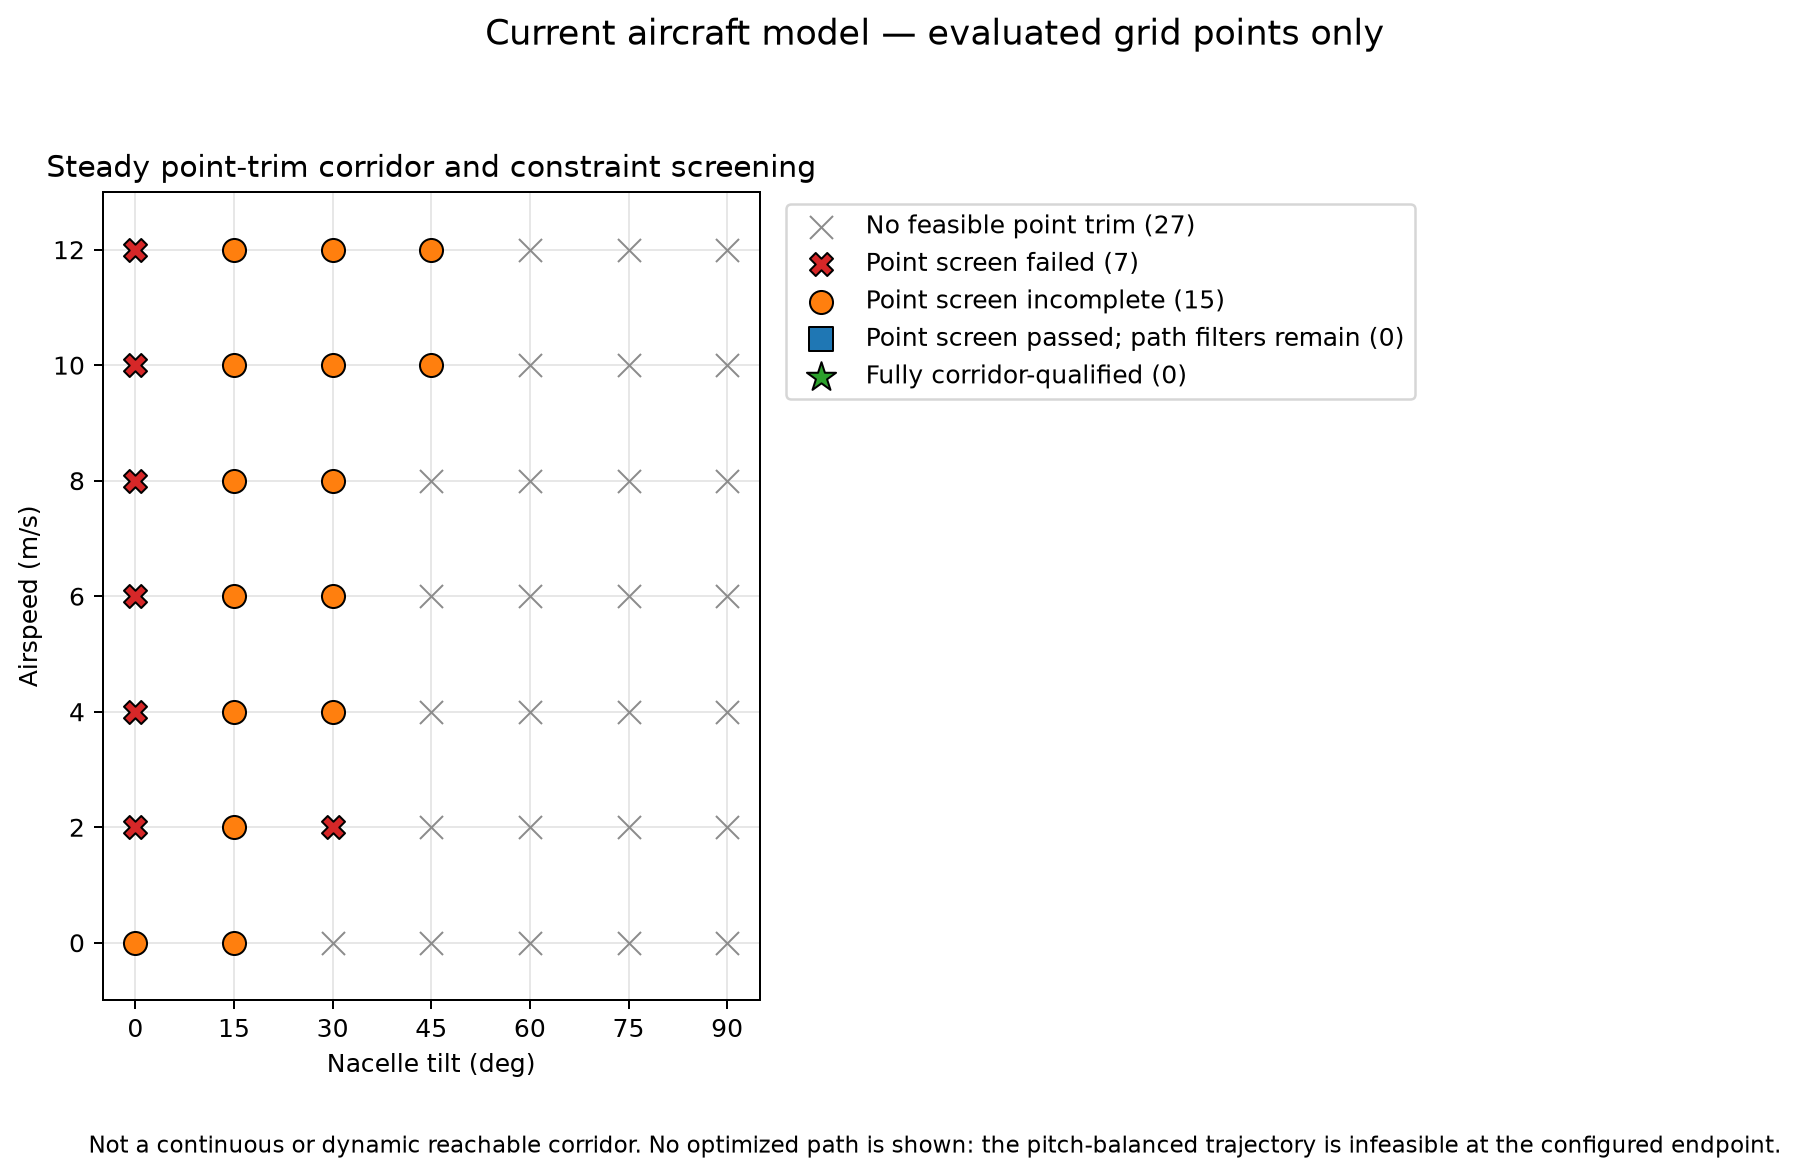 Current aircraft model — evaluated grid points only
Steady point-trim corridor and constraint screening
No feasible point trim (27)
Point screen failed (7)
Point screen incomplete (15)
Point screen passed; path filters remain (0)
Fully corridor-qualified (0)
Airspeed (m/s)
12
10
8
6
4
2
0
0 15 30 45 60 75 90
Nacelle tilt (deg)
Not a continuous or dynamic reachable corridor. No optimized path is shown: the pitch-balanced trajectory is infeasible at the configured endpoint.